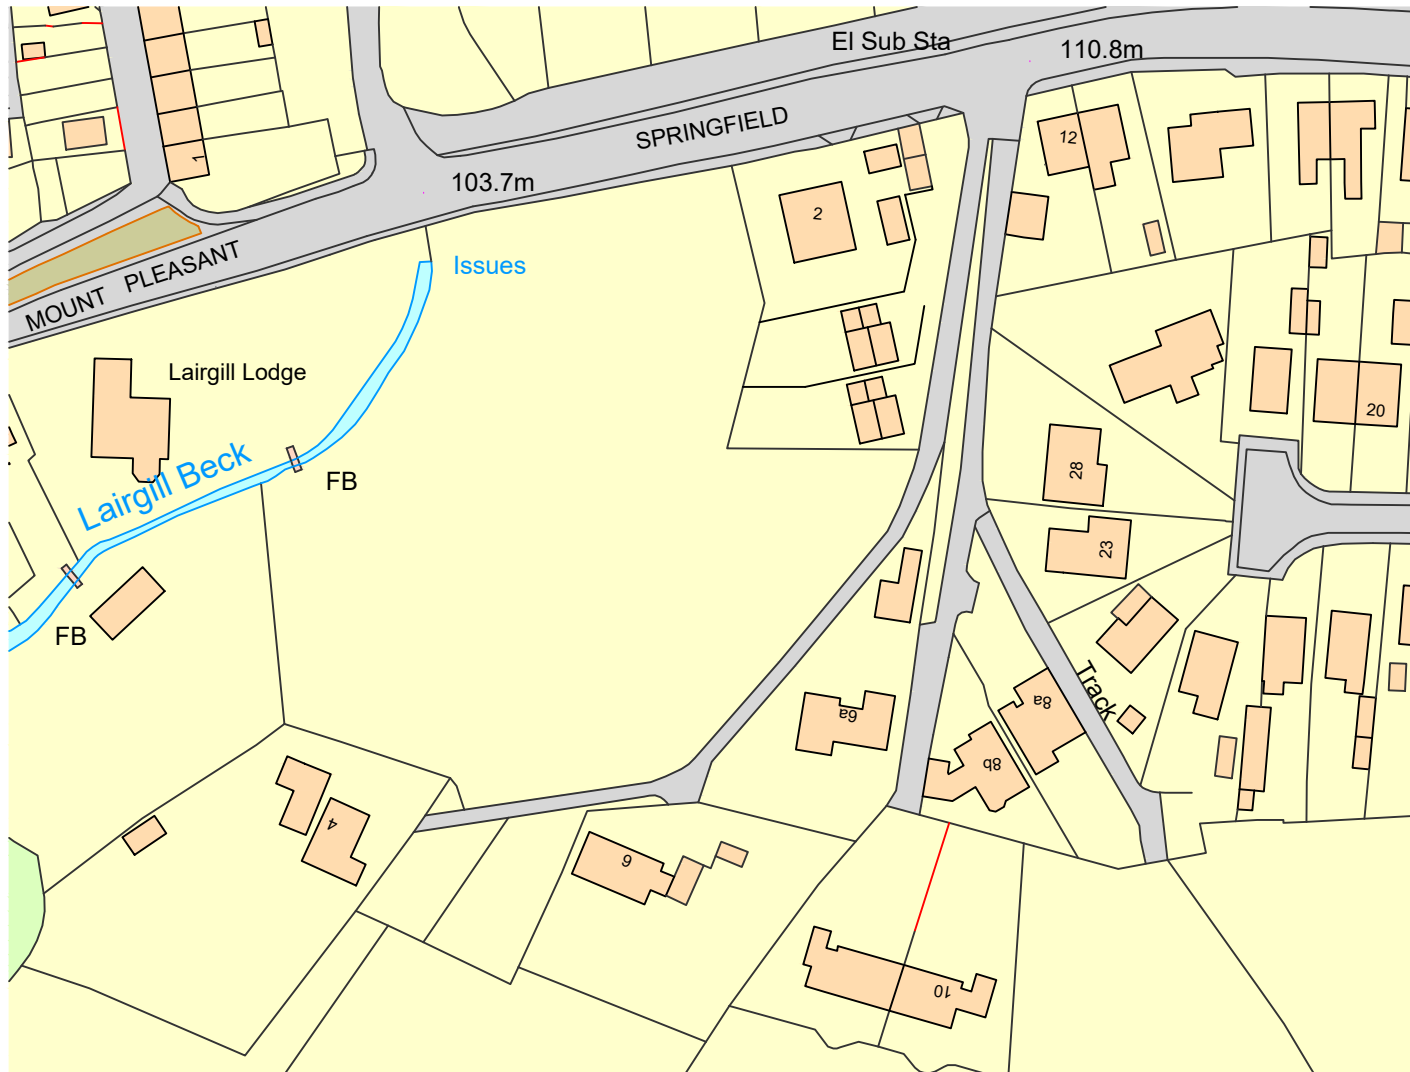 El Sub Sta
110.8m
SPRINGFIELD
12
1
103.7m
2
MOUNT PLEASANT
Issues
Lairgill Lodge
20
Lairgill Beck
FB
28
23
FB
Track
8a
6a
8b
4
6
10